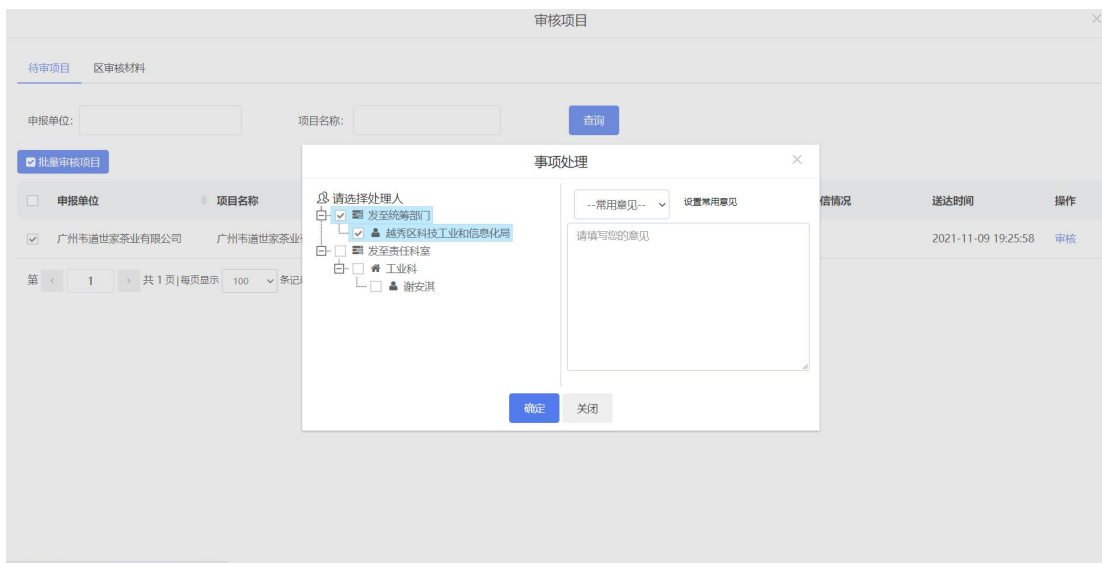 审核项目
待审项目 区审核材料
申报单位: 项目名称: 查询
批量审核项目
申报单位 项目名称 信情况 送达时间 操作
广州韦道世家茶业有限公司 广州韦道世家茶业 2021-11-09 19:25:58 审核
第 1 共 1 页|每页显示 100 条记
事项处理
请选择处理人
发至统筹部门
越秀区科技工业和信息化局
发至责任科室
工业科
谢安淇
--常用意见-- 设置常用意见
请填写您的意见
确定 关闭